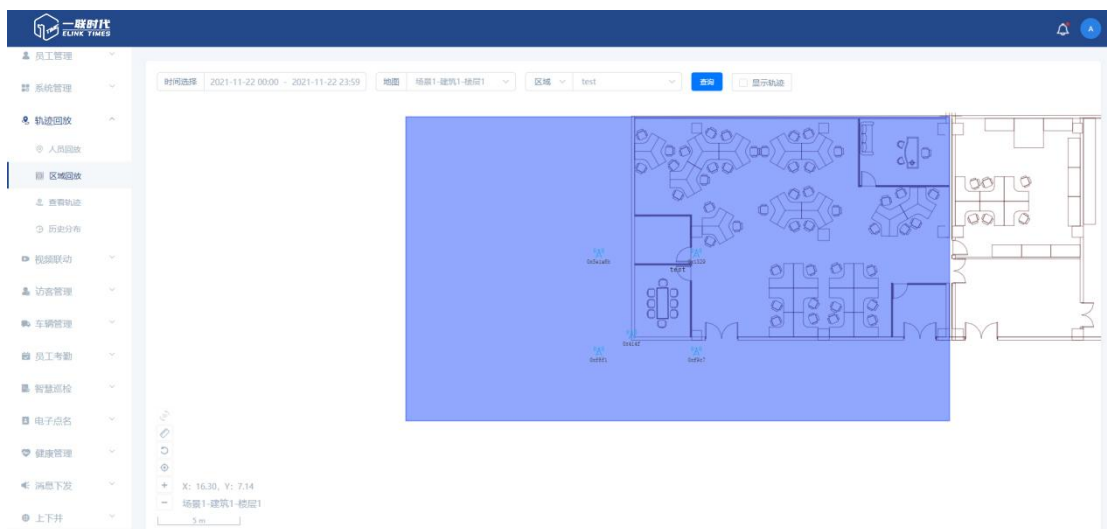 一联时代
ELINK TIMES
A
员工管理
系统管理
轨迹回放
人员回放
区域回放
查看轨迹
历史分布
视频联动
访客管理
车辆管理
员工考勤
智慧巡检
电子点名
健康管理
消息下发
上下井
时间选择 2021-11-22 00:00 - 2021-11-22 23:59 地图 场景1-建筑1-楼层1 区域 test 查询 显示轨迹
test
X: 16.30, Y: 7.14
场景1-建筑1-楼层1
5 m